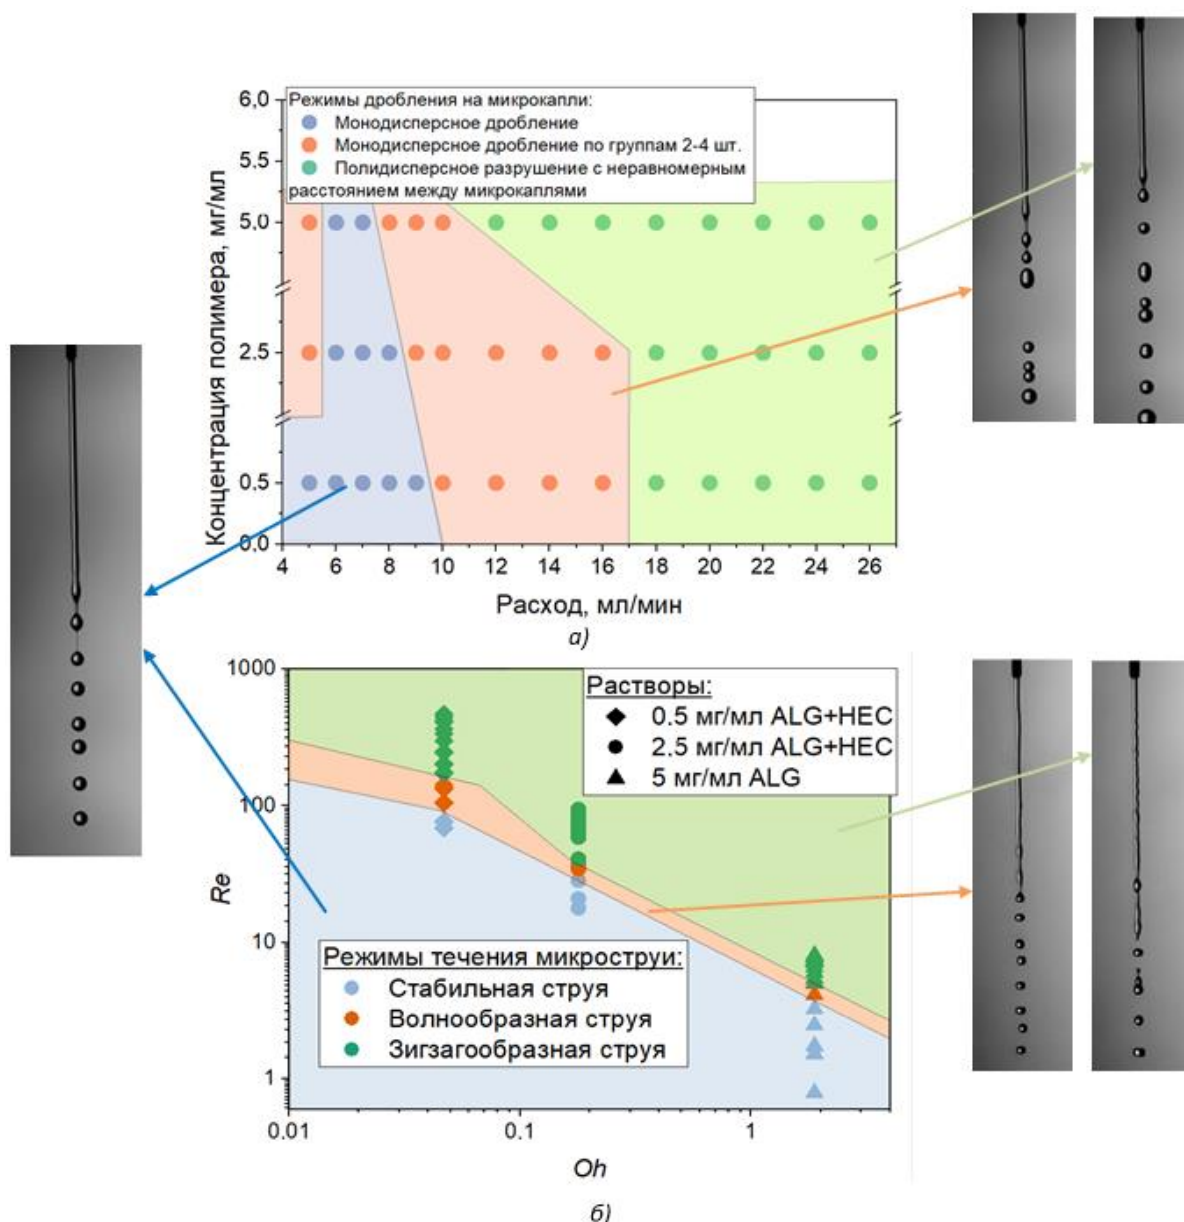 6,0
5.5
5.0
2.5
0.5
0.0
Концентрация полимера, мг/мл
Режимы дробления на микрокапли:
Монодисперсное дробление
Монодисперсное дробление по группам 2-4 шт.
Полидисперсное разрушение с неравномерным
расстоянием между микрокаплями
4 6 8 10 12 14 16 18 20 22 24 26
Расход, мл/мин
а)
1000
100
10
1
Re
Растворы:
0.5 мг/мл ALG+HEC
2.5 мг/мл ALG+HEC
5 мг/мл ALG
Режимы течения микроструи:
Стабильная струя
Волнообразная струя
Зигзагообразная струя
0.01 0.1 1
Oh
б)